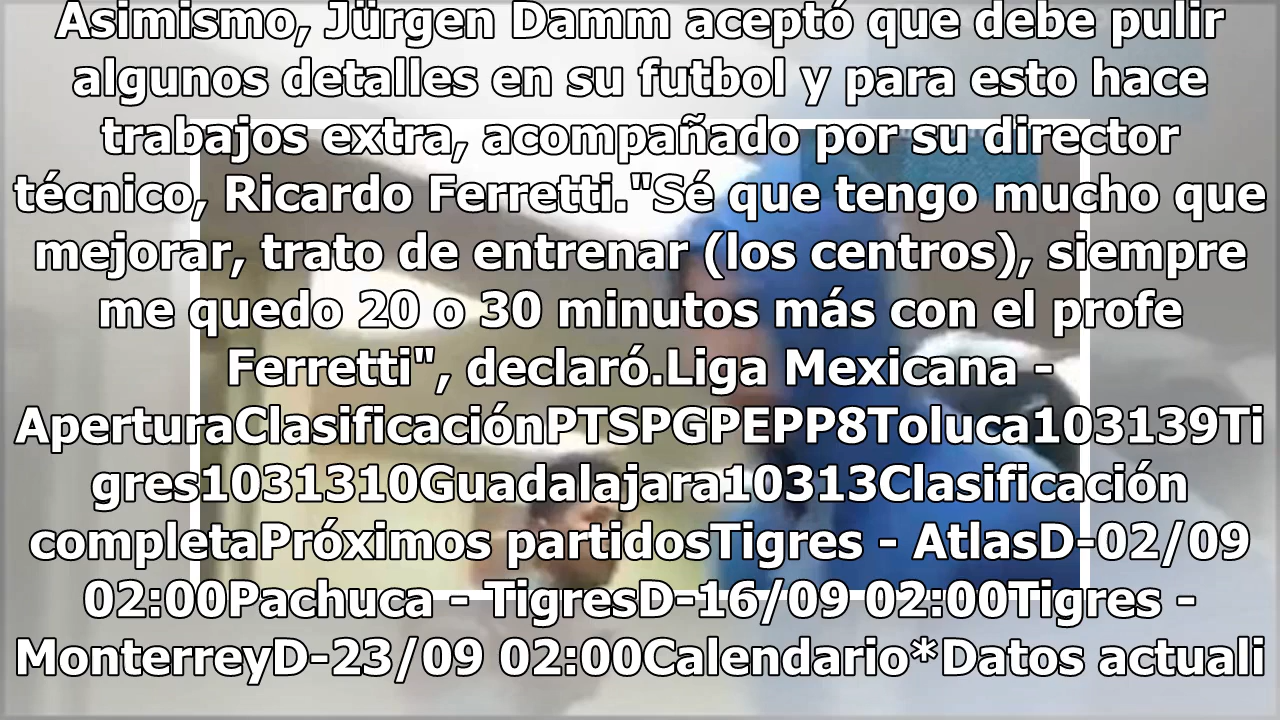 Asimismo, Jürgen Damm aceptó que debe pulir
algunos detalles en su futbol y para esto hace
trabajos extra, acompañado por su director
técnico, Ricardo Ferretti."Sé que tengo mucho que
mejorar, trato de entrenar (los centros), siempre
me quedo 20 o 30 minutos más con el profe
Ferretti", declaró.Liga Mexicana -
AperturaClasificaciónPTSPGPEPP8Toluca103139Ti
gres1031310Guadalajara10313Clasificación
completaPróximos partidosTigres - AtlasD-02/09
02:00Pachuca - TigresD-16/09 02:00Tigres -
MonterreyD-23/09 02:00Calendario*Datos actuali